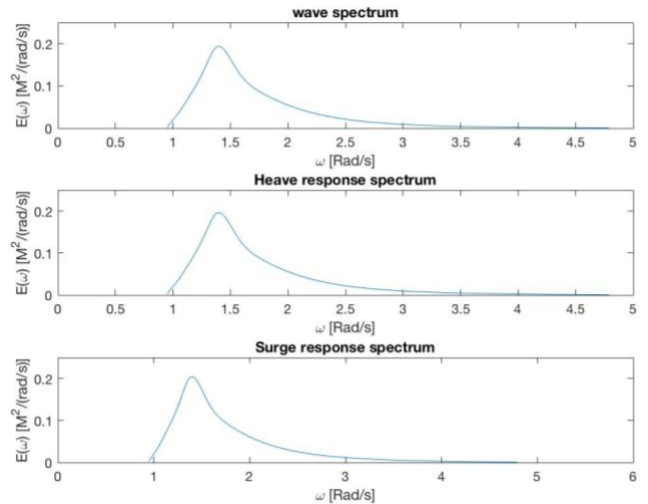 wave spectrum
E(ω) [M²/(rad/s)]
0.2
0.1
0
0 0.5 1 1.5 2 2.5 3 3.5 4 4.5 5
ω [Rad/s]
Heave response spectrum
E(ω) [M²/(rad/s)]
0.2
0.1
0
0 0.5 1 1.5 2 2.5 3 3.5 4 4.5 5
ω [Rad/s]
Surge response spectrum
E(ω) [M²/(rad/s)]
0.2
0.1
0
0 1 2 3 4 5 6
ω [Rad/s]